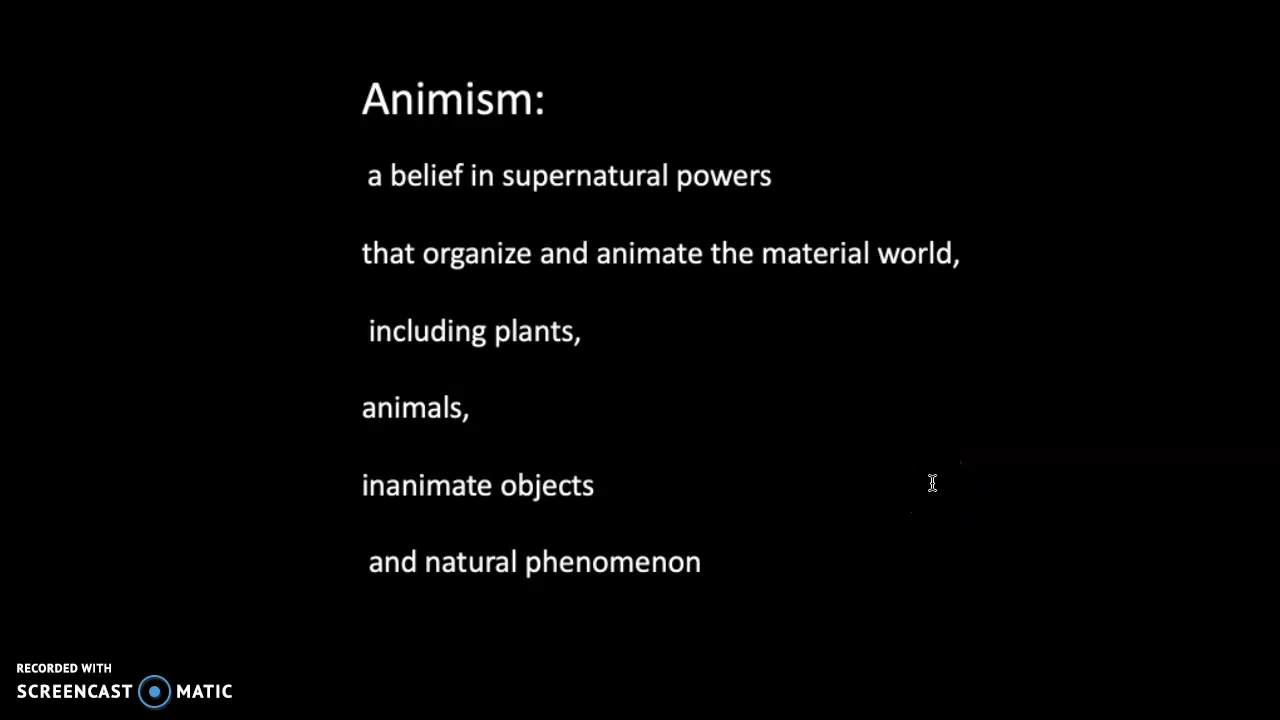 Animism:
a belief in supernatural powers
that organize and animate the material world,
including plants,
animals,
inanimate objects
and natural phenomenon
RECORDED WITH
SCREENCAST MATIC